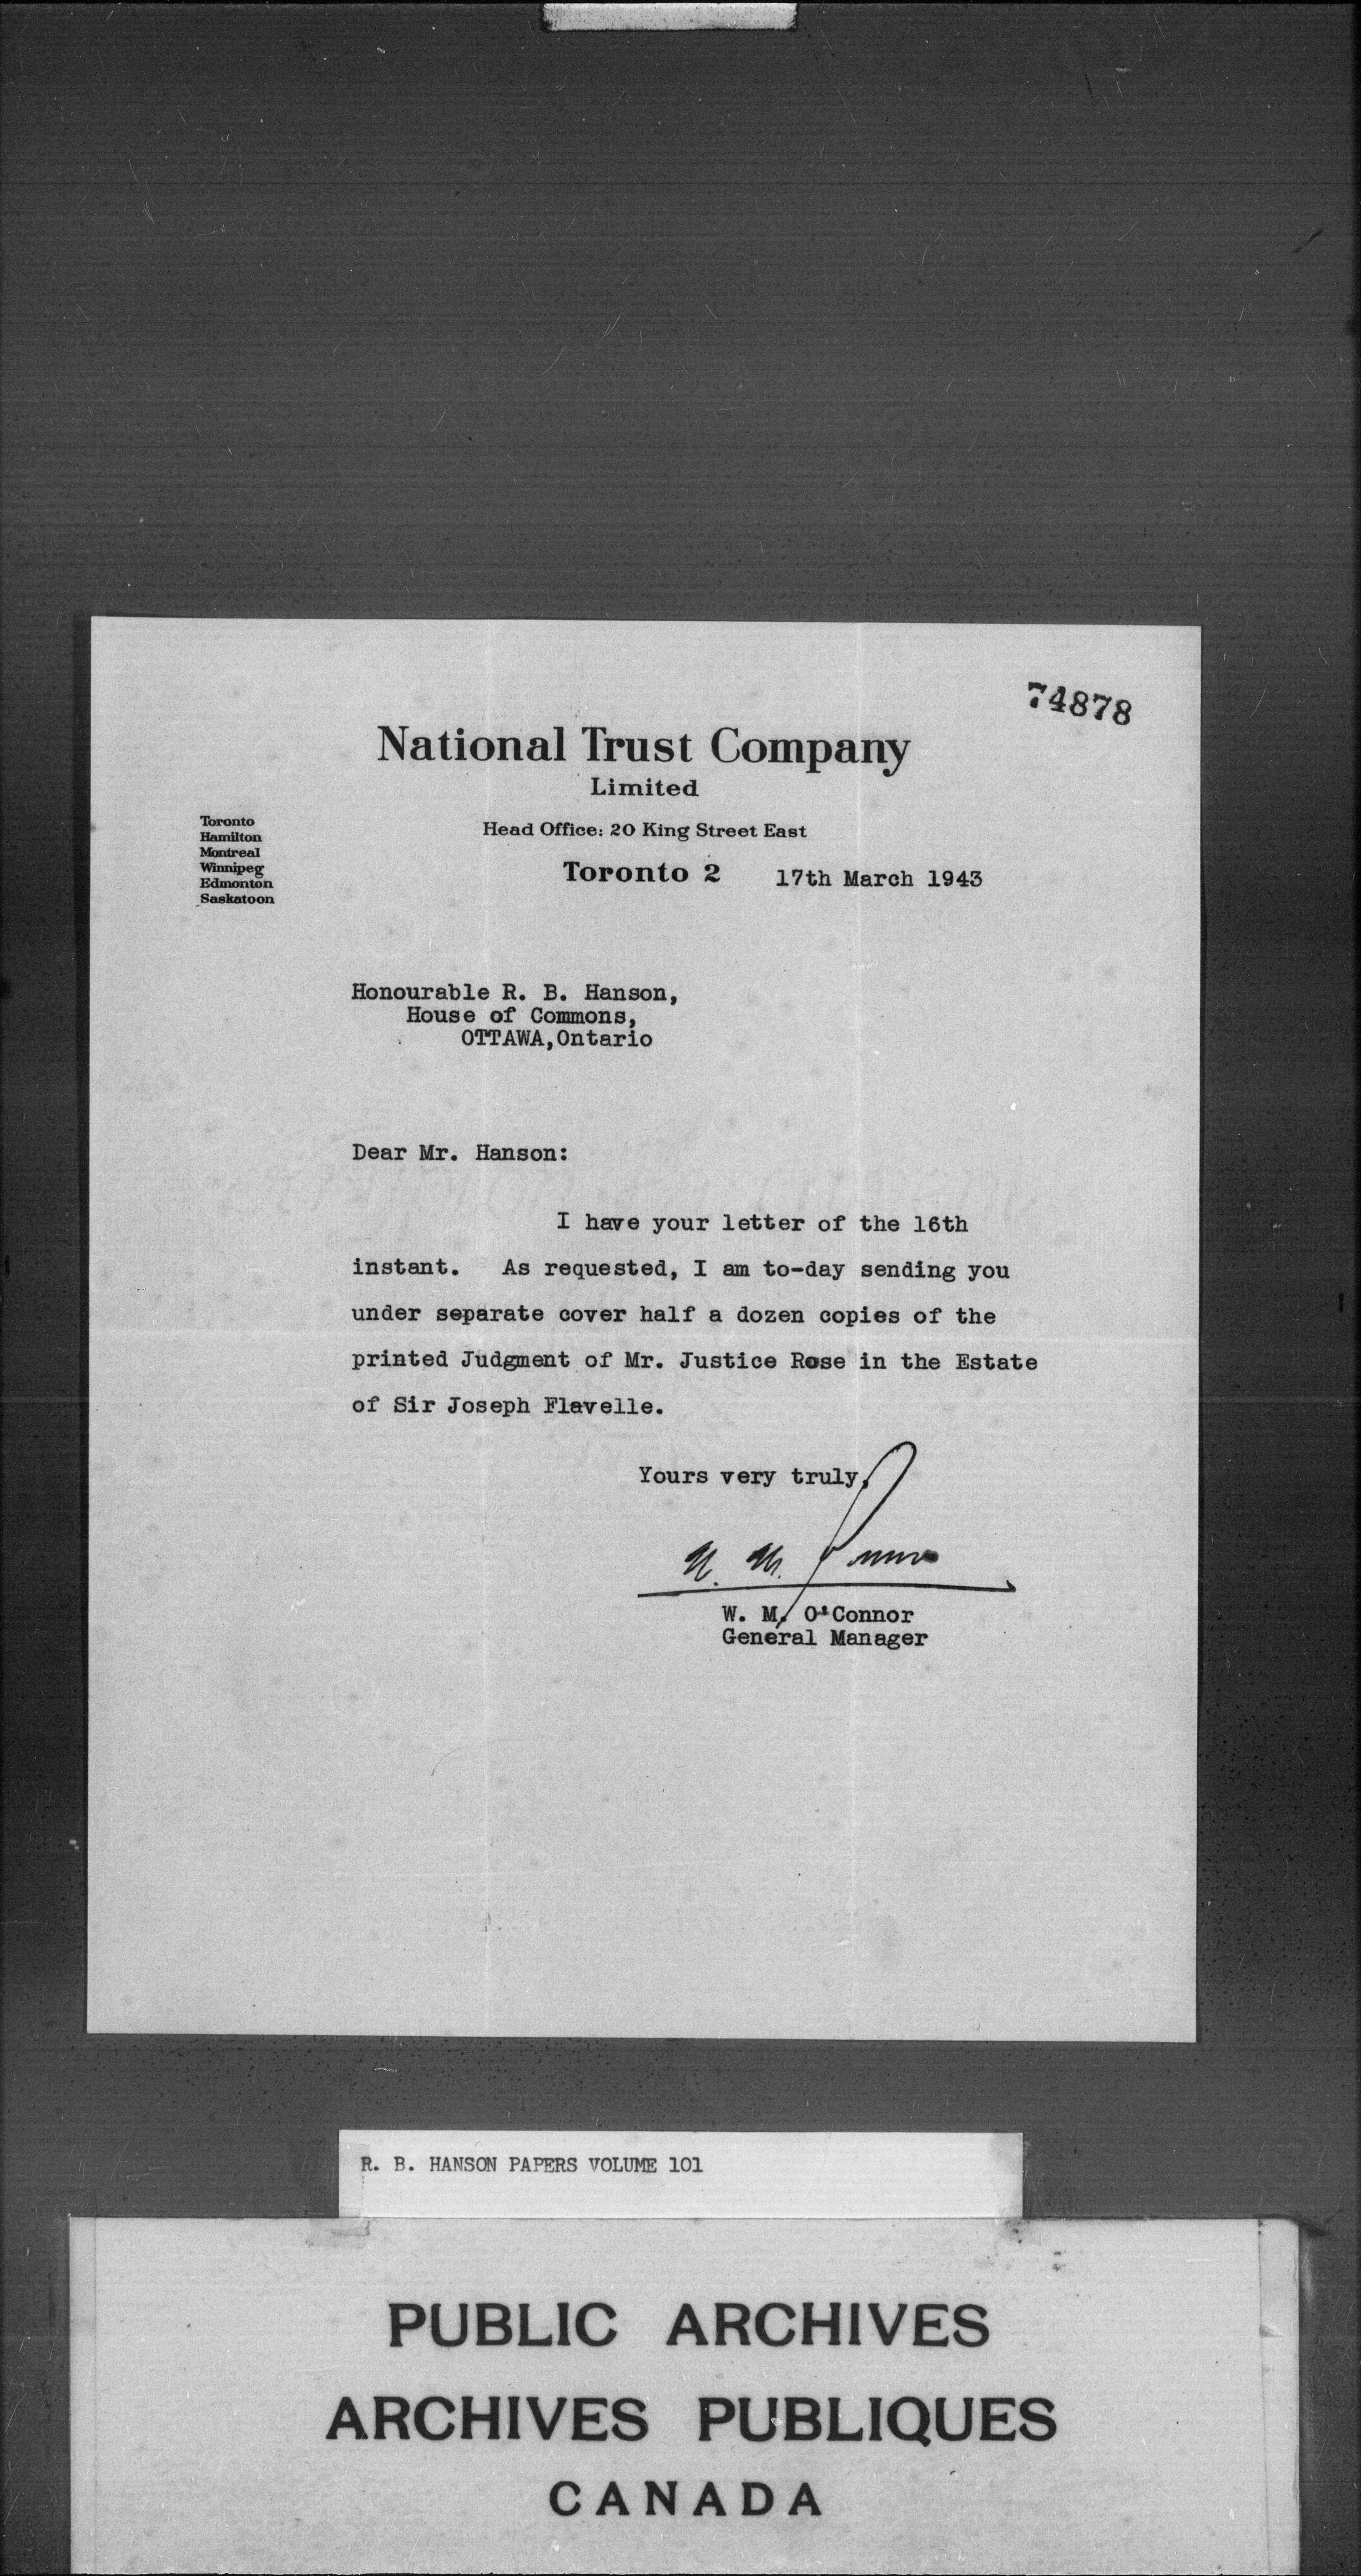 74878
National Trust Company
Limited
Toronto
Hamilton
Montreal
Winnipeg
Edmonton
Saskatoon
Head Office: 20 King Street East
Toronto 2 17th March 1943
Honourable R. B. Hanson,
House of Commons,
OTTAWA,Ontario
Dear Mr. Hanson:
I have your letter of the 16th
instant. As requested, I am to-day sending you
under separate cover half a dozen copies of the
printed Judgment of Mr. Justice Rose in the Estate
of Sir Joseph Flavelle.
Yours very truly,
W. M. O'Connor
General Manager
R. B. HANSON PAPERS VOLUME 101
PUBLIC ARCHIVES
ARCHIVES PUBLIQUES
CANADA